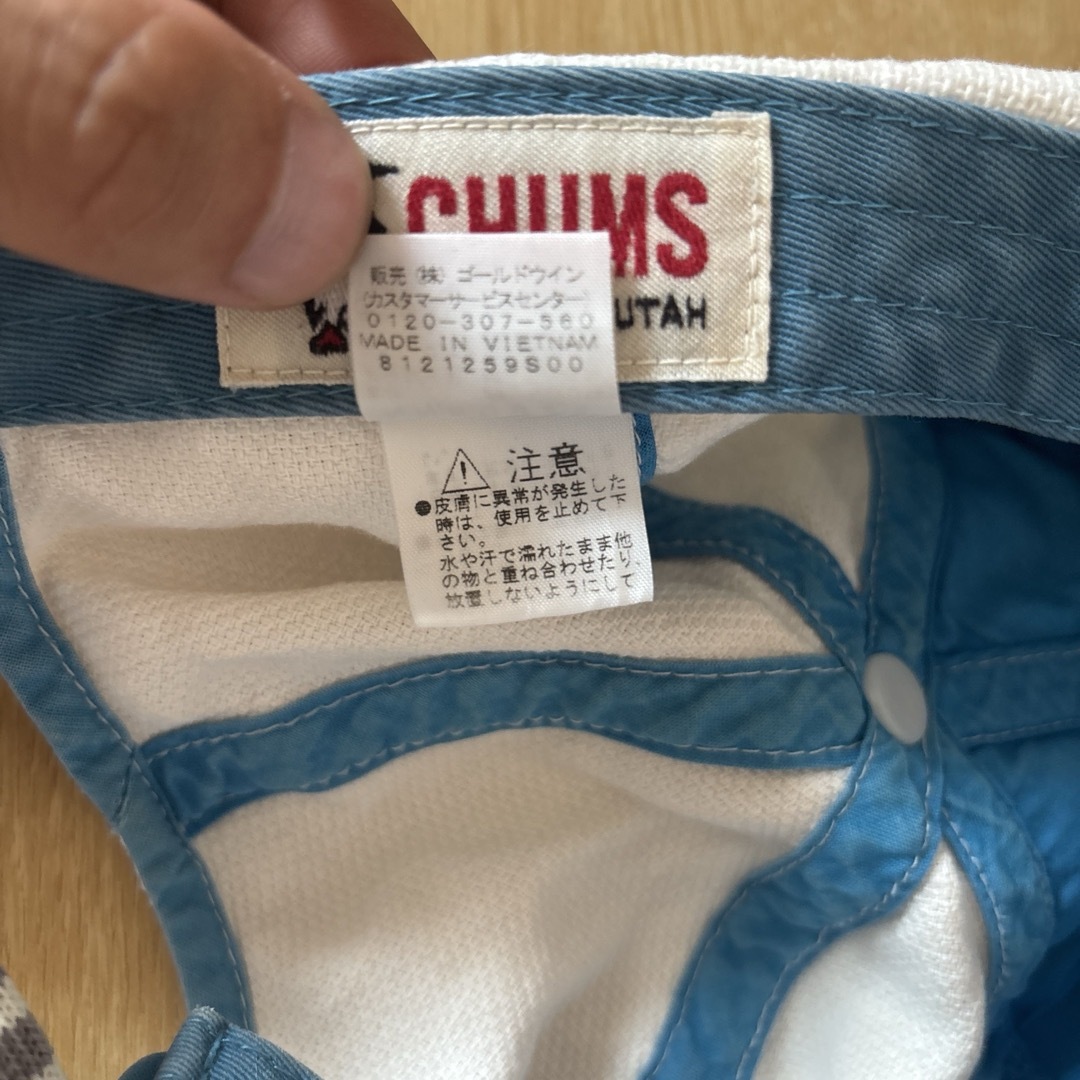 CHUMS
UTAH
販売 (株) ゴールドウイン
(カスタマーサービスセンター)
0120-307-560
MADE IN VIETNAM
8121259S00
⚠ 注意
●皮膚に異常が発生した
時は、使用を止めて下
さい。
水や汗で濡れたまま他
の物と重ね合わせたり、
放置しないようにして